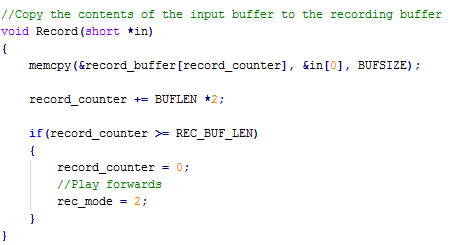 //Copy the contents of the input buffer to the recording buffer
void Record(short *in)
{
    memcpy(&record_buffer[record_counter], &in[0], BUFSIZE);
    record_counter += BUFLEN *2;
    if(record_counter >= REC_BUF_LEN)
    {
        record_counter = 0;
        //Play forwards
        rec_mode = 2;
    }
}